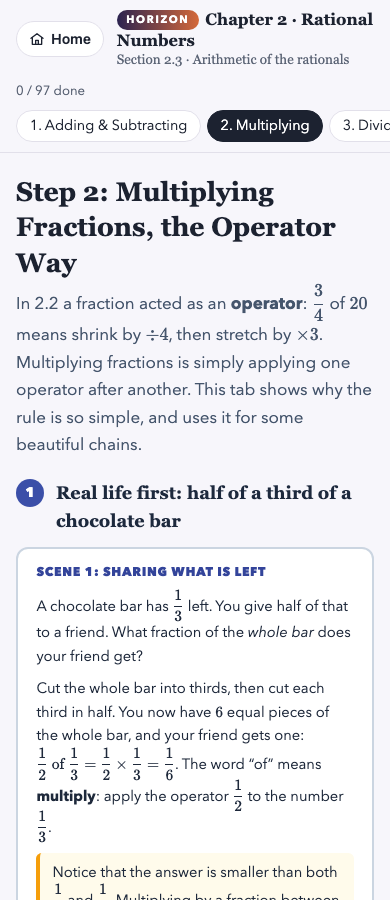 Home
HORIZON Chapter 2 · Rational
Numbers
Section 2.3 · Arithmetic of the rationals
0 / 97 done
1. Adding & Subtracting
2. Multiplying
3. Divid
Step 2: Multiplying
Fractions, the Operator
Way
In 2.2 a fraction acted as an operator: 3/4 of 20
means shrink by ÷4, then stretch by ×3.
Multiplying fractions is simply applying one
operator after another. This tab shows why the
rule is so simple, and uses it for some
beautiful chains.
1 Real life first: half of a third of a
chocolate bar
SCENE 1: SHARING WHAT IS LEFT
A chocolate bar has 1/3 left. You give half of that
to a friend. What fraction of the whole bar does
your friend get?
Cut the whole bar into thirds, then cut each
third in half. You now have 6 equal pieces of
the whole bar, and your friend gets one:
1/2 of 1/3 = 1/2 × 1/3 = 1/6. The word “of” means
multiply: apply the operator 1/2 to the number
1/3.
Notice that the answer is smaller than both